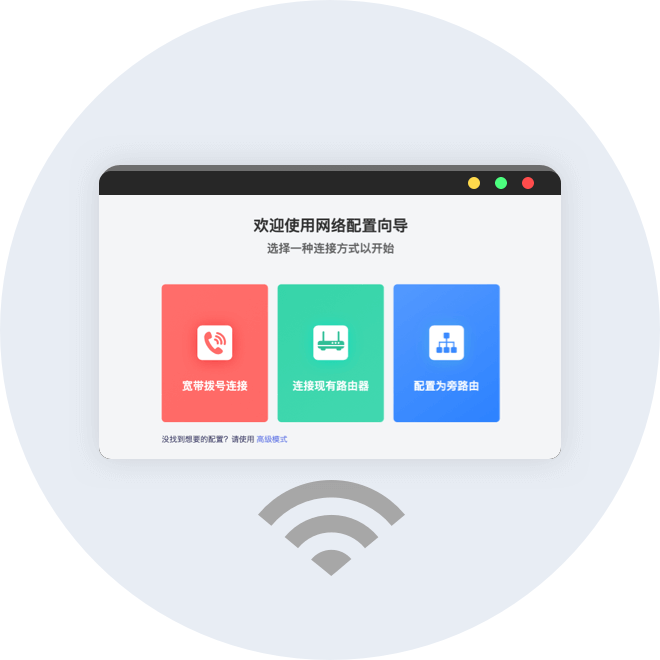 欢迎使用网络配置向导
选择一种连接方式以开始
宽带拨号连接
连接现有路由器
配置为旁路由
没找到想要的配置？请使用 高级模式